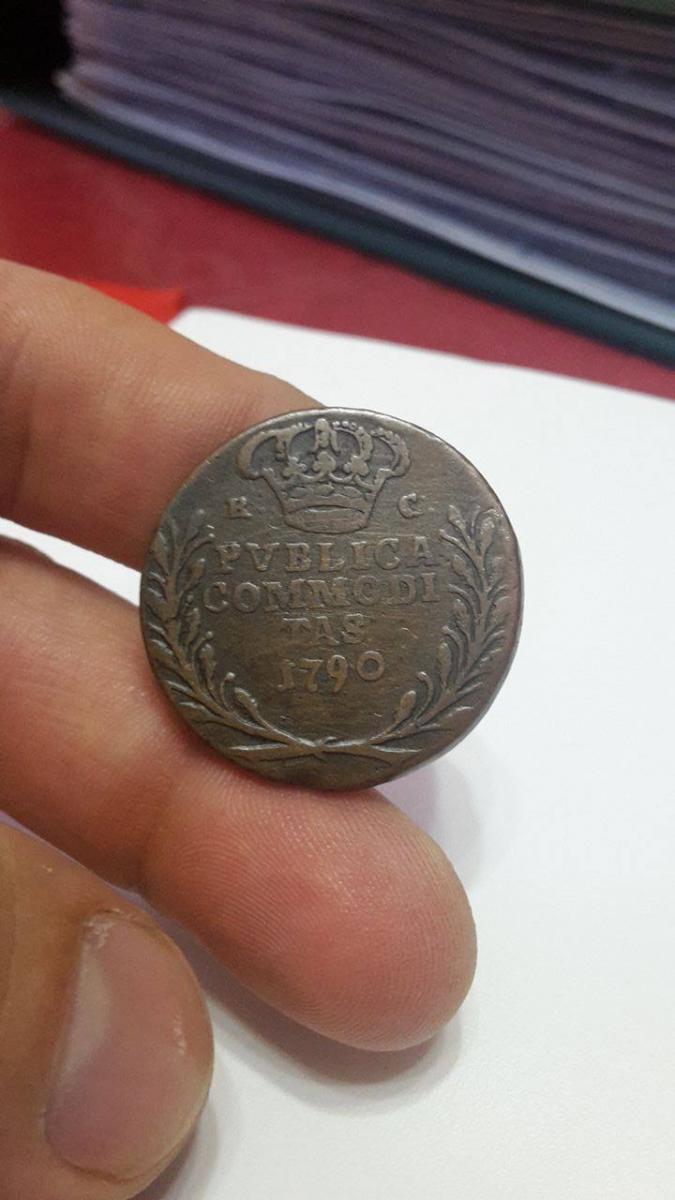 R C
PVBLICA
COMMODI
TAS
1790